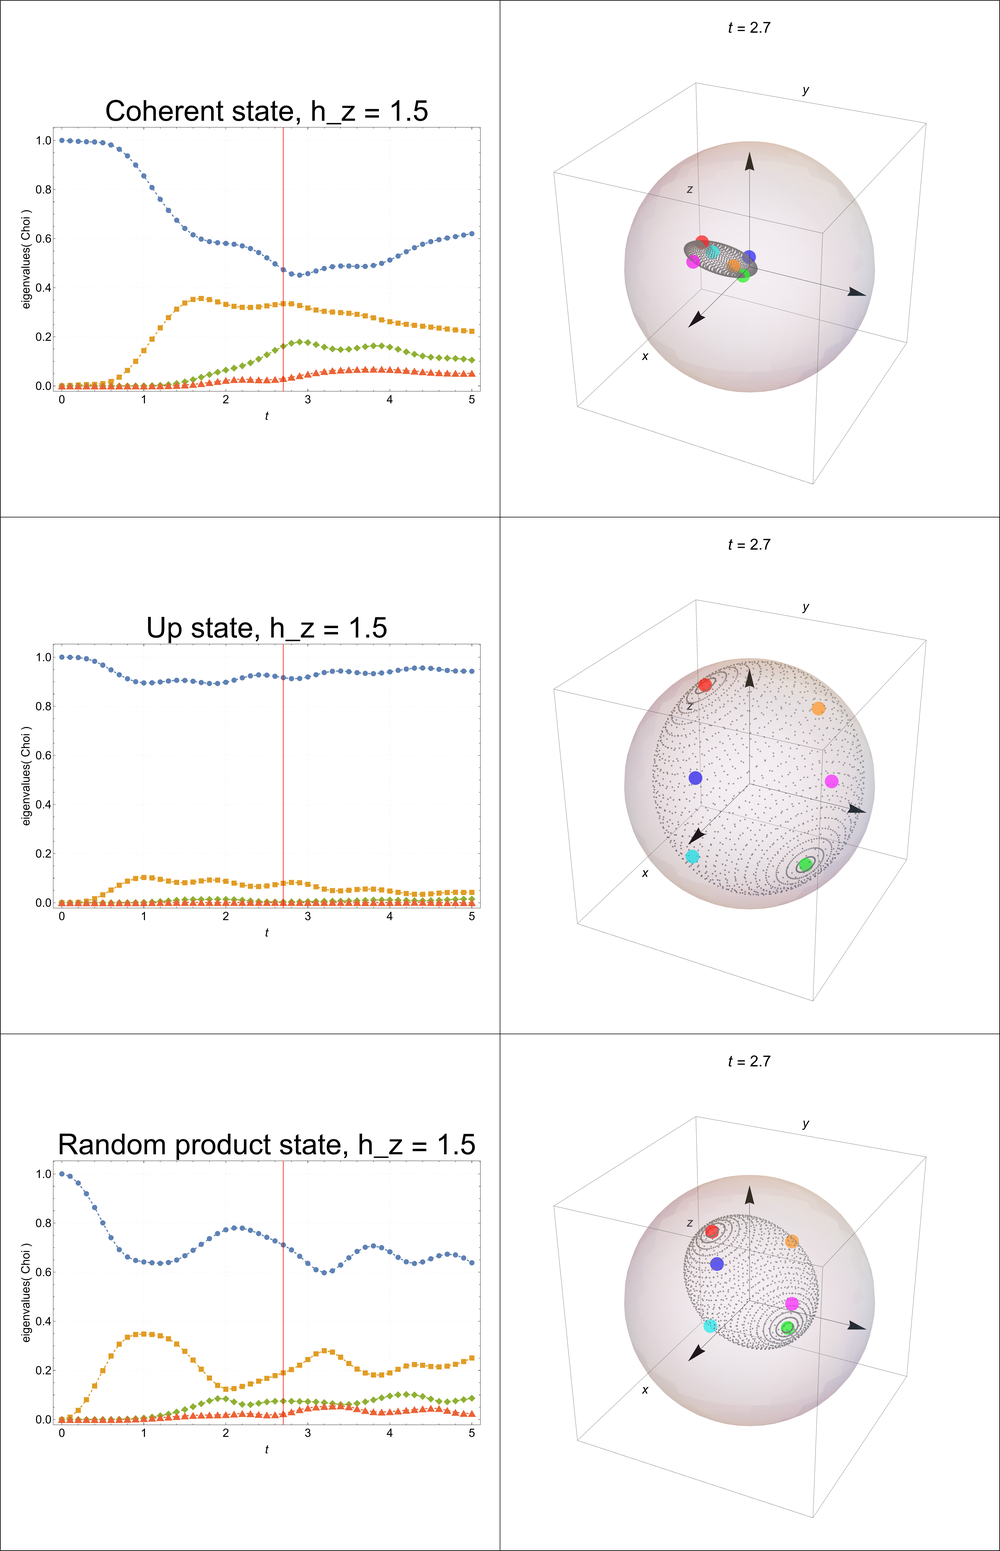 t = 2.7
y
Coherent state, h_z = 1.5
1.0
0.8
0.6
0.4
0.2
0.0
eigenvalues( Choi )
0 1 2 3 4 5
t
z
x
t = 2.7
y
Up state, h_z = 1.5
1.0
0.8
0.6
0.4
0.2
0.0
eigenvalues( Choi )
0 1 2 3 4 5
t
z
x
t = 2.7
y
Random product state, h_z = 1.5
1.0
0.8
0.6
0.4
0.2
0.0
eigenvalues( Choi )
0 1 2 3 4 5
t
z
x